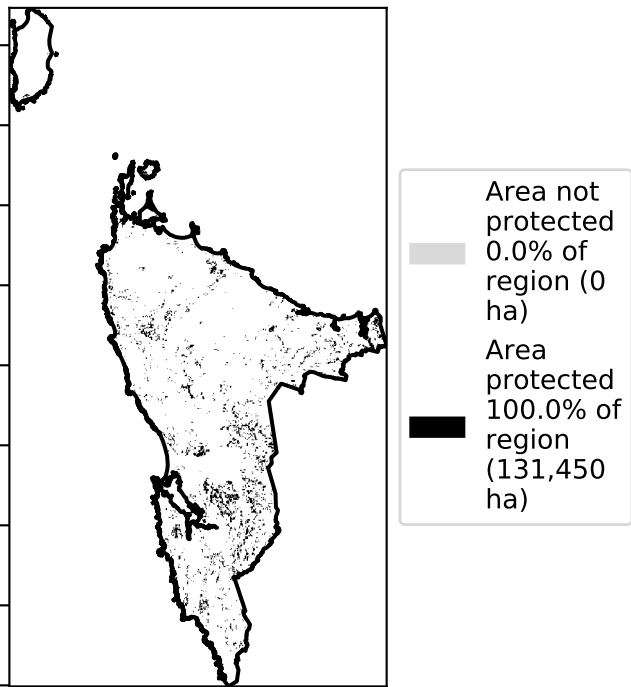 Area not
protected
0.0% of
region (0
ha)
Area
protected
100.0% of
region
(131,450
ha)